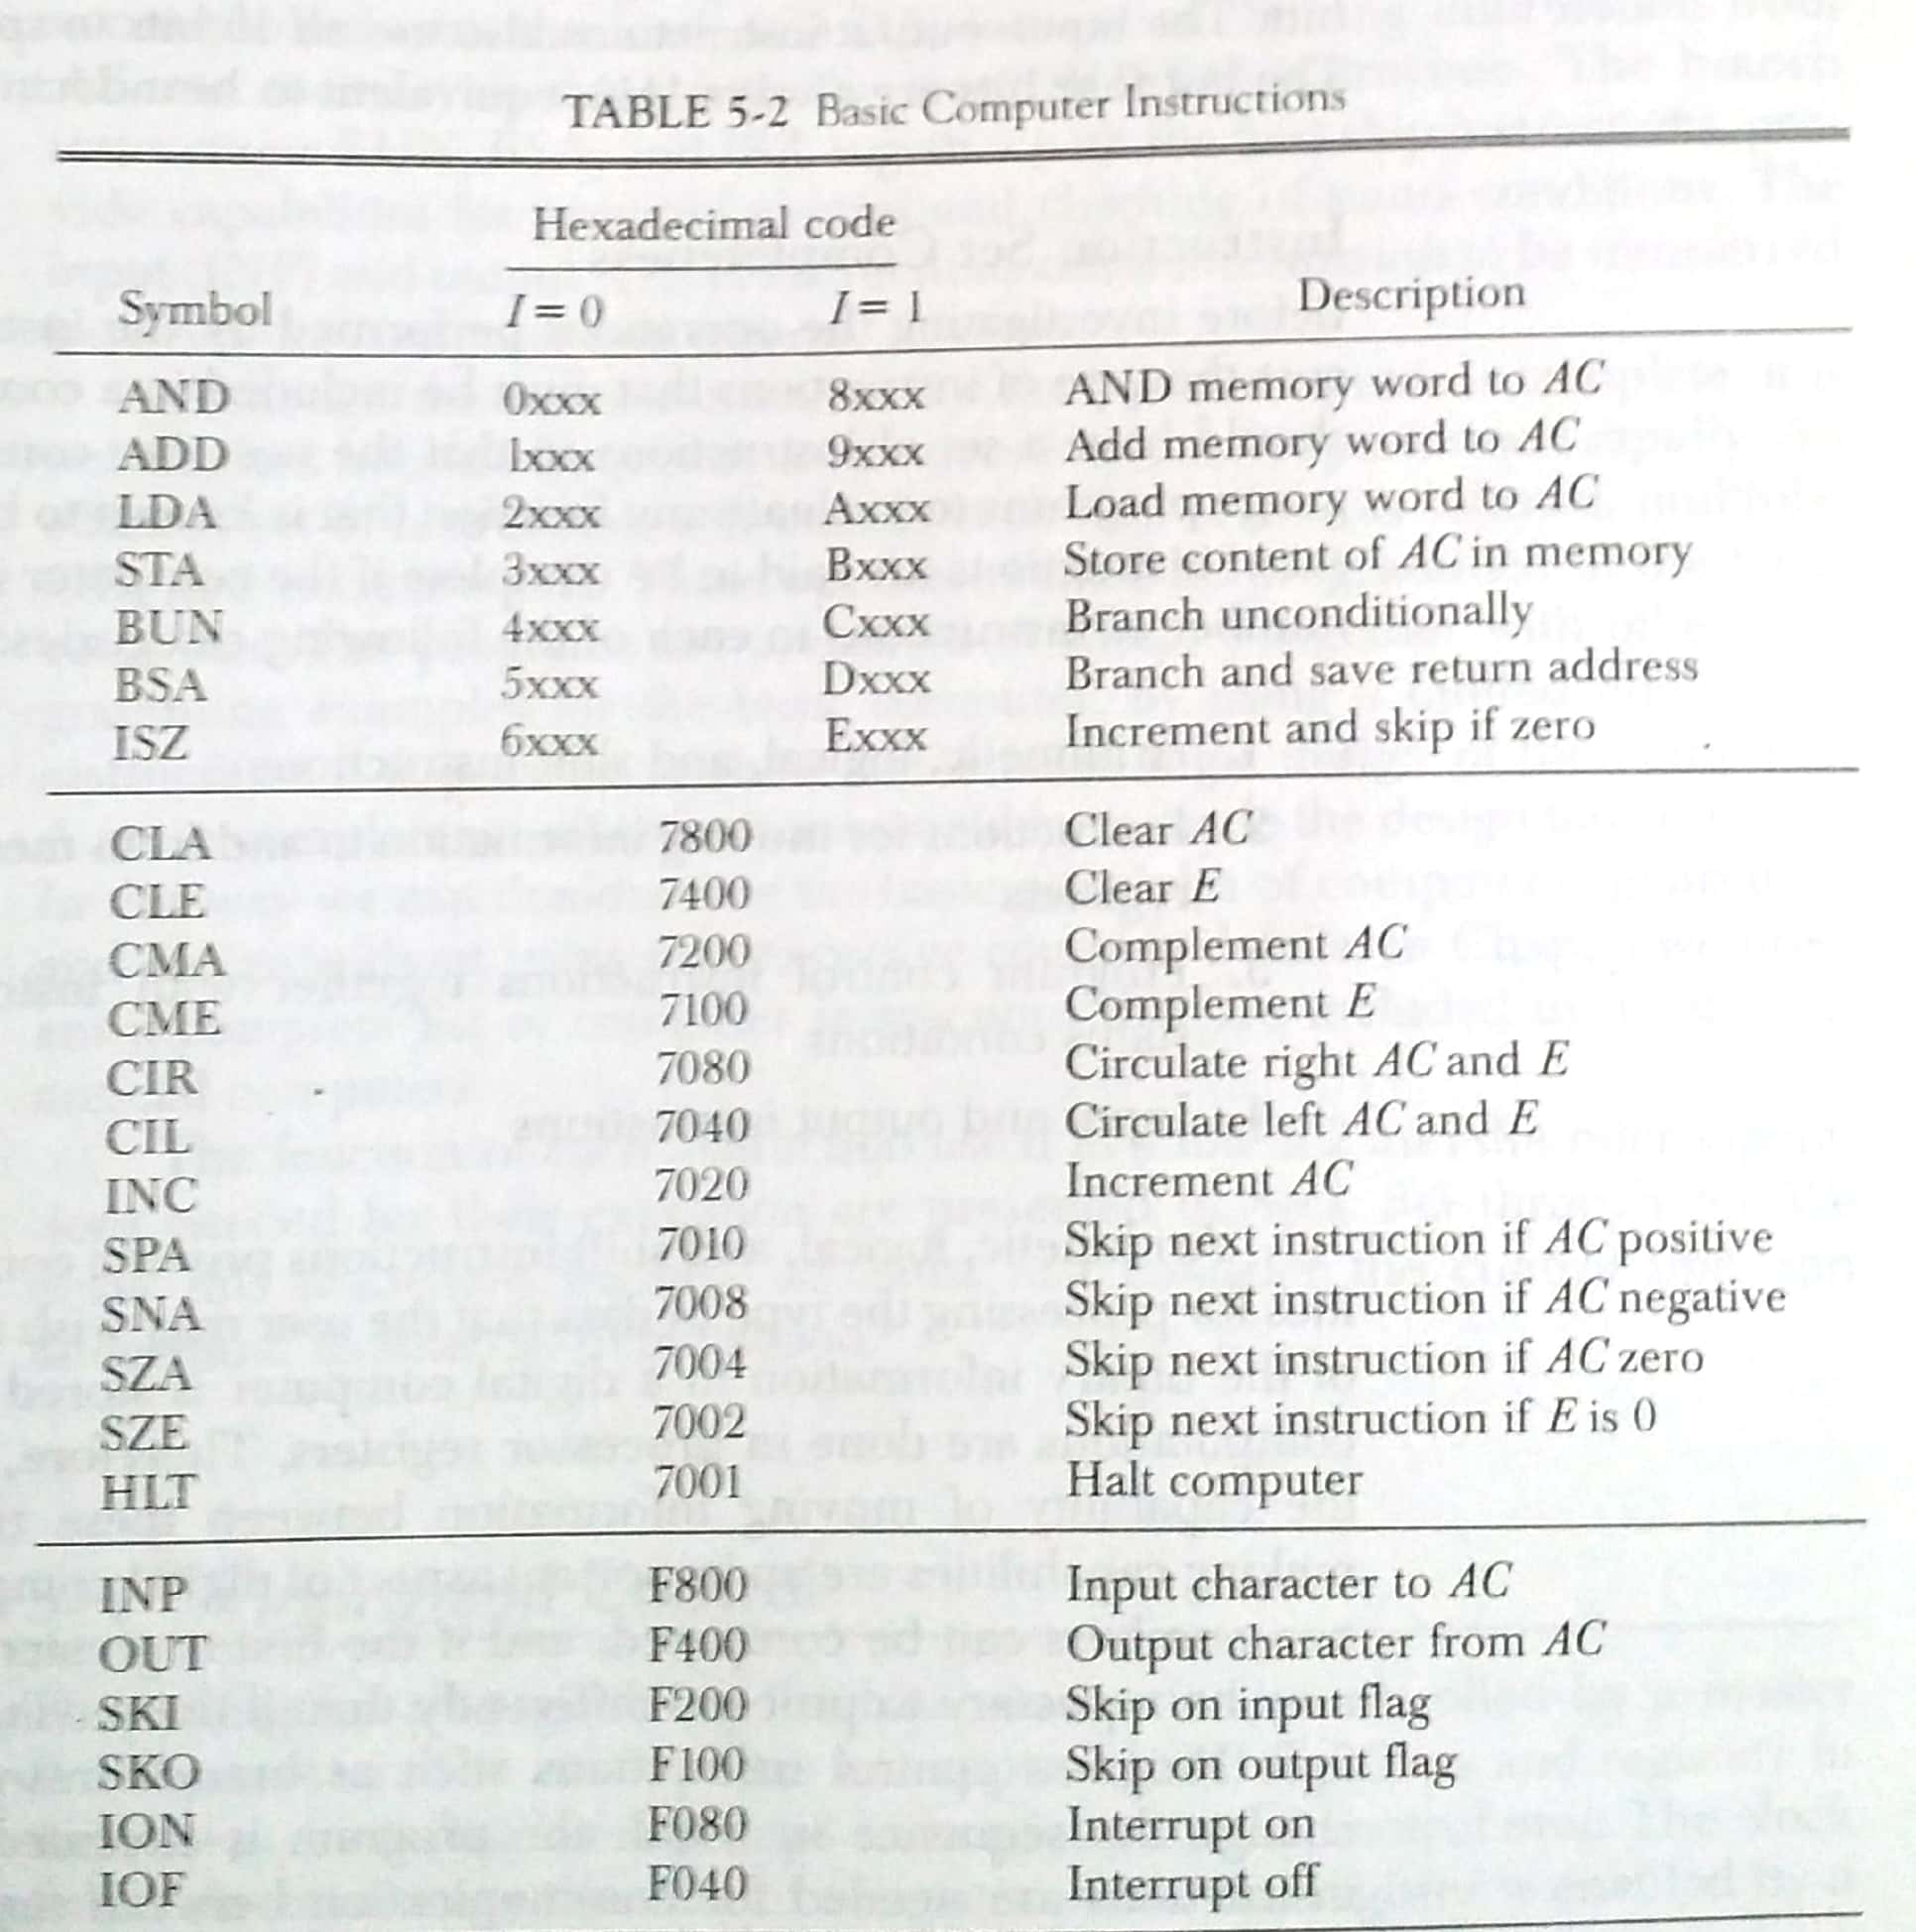 TABLE 5-2 Basic Computer Instructions
Hexadecimal code
Symbol I = 0 I = 1 Description
AND 0xxx 8xxx AND memory word to AC
ADD 1xxx 9xxx Add memory word to AC
LDA 2xxx Axxx Load memory word to AC
STA 3xxx Bxxx Store content of AC in memory
BUN 4xxx Cxxx Branch unconditionally
BSA 5xxx Dxxx Branch and save return address
ISZ 6xxx Exxx Increment and skip if zero
CLA 7800 Clear AC
CLE 7400 Clear E
CMA 7200 Complement AC
CME 7100 Complement E
CIR 7080 Circulate right AC and E
CIL 7040 Circulate left AC and E
INC 7020 Increment AC
SPA 7010 Skip next instruction if AC positive
SNA 7008 Skip next instruction if AC negative
SZA 7004 Skip next instruction if AC zero
SZE 7002 Skip next instruction if E is 0
HLT 7001 Halt computer
INP F800 Input character to AC
OUT F400 Output character from AC
SKI F200 Skip on input flag
SKO F100 Skip on output flag
ION F080 Interrupt on
IOF F040 Interrupt off